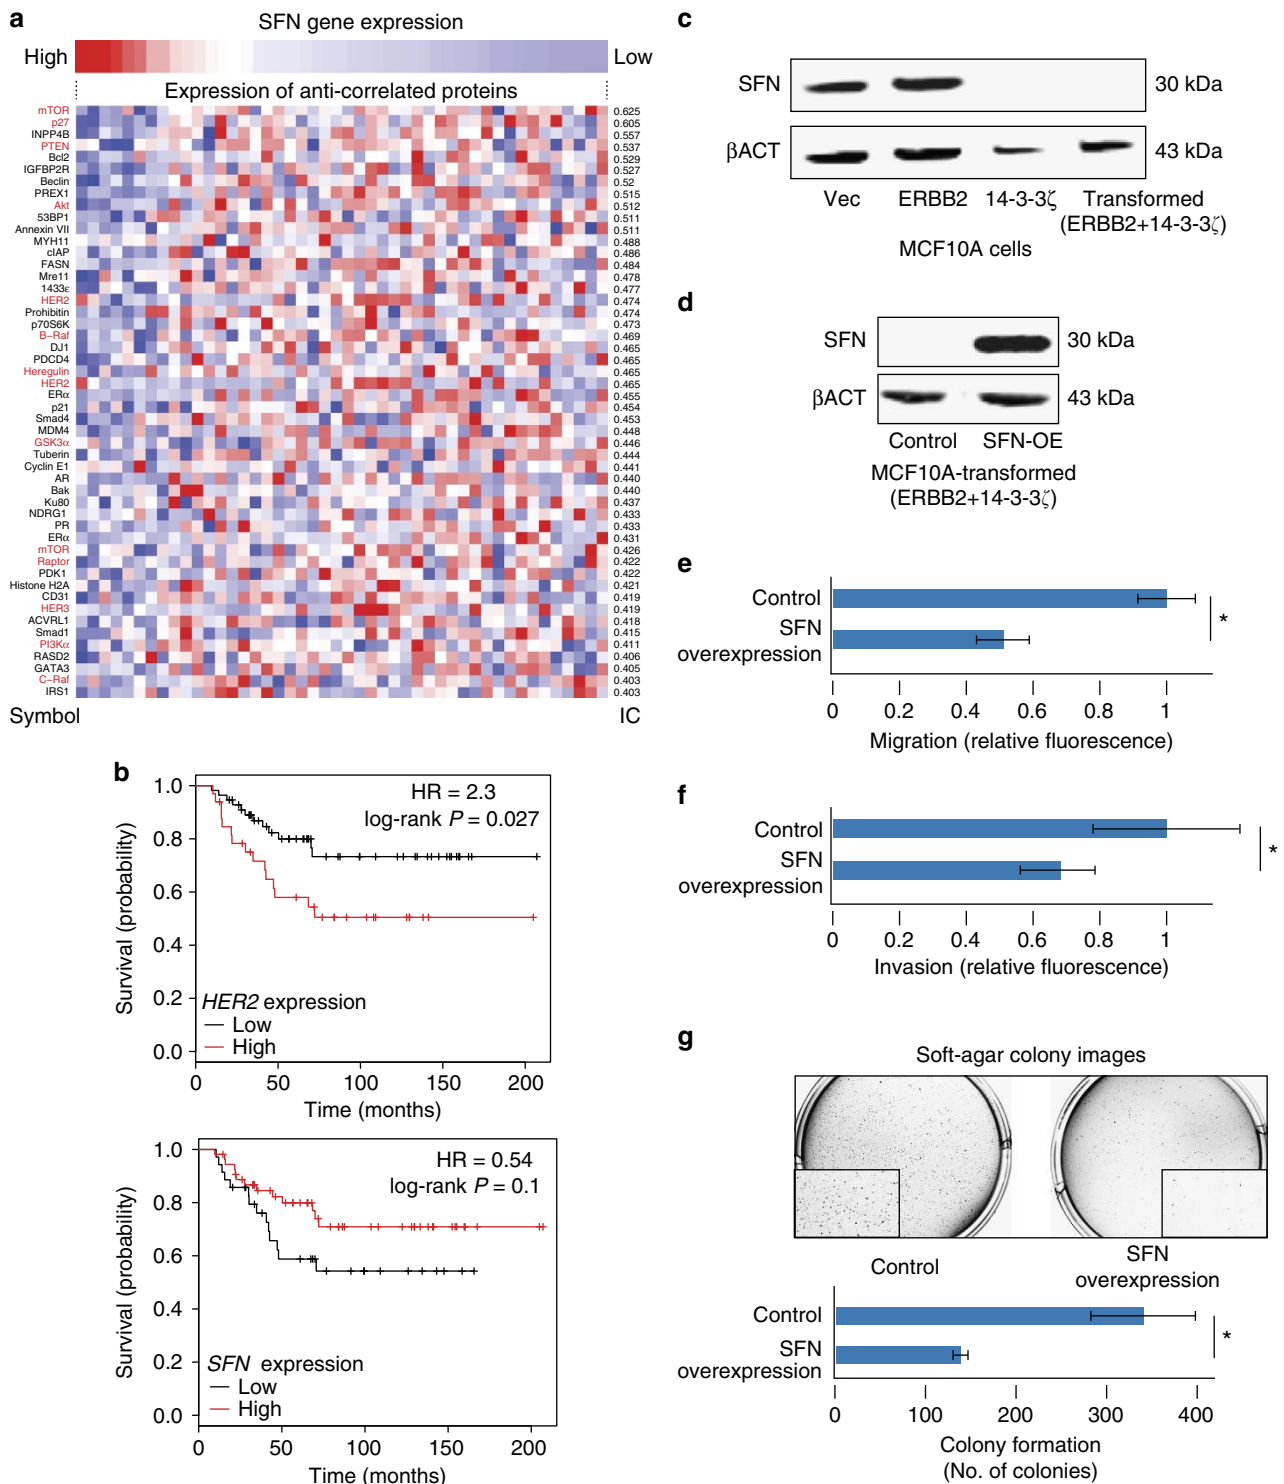 a
SFN gene expression
High
Low
Expression of anti-correlated proteins
mTOR 0.625
p27 0.605
INPP4B 0.557
PTEN 0.537
Bcl2 0.529
IGFBP2R 0.527
Beclin 0.52
PREX1 0.515
Akt 0.512
53BP1 0.511
Annexin VII 0.511
MYH11 0.488
cIAP 0.486
FASN 0.484
Mre11 0.478
1433ε 0.477
HER2 0.474
Prohibitin 0.474
p70S6K 0.473
B–Raf 0.469
DJ1 0.465
PDCD4 0.465
Heregulin 0.465
HER2 0.465
ERα 0.455
p21 0.454
Smad4 0.453
MDM4 0.448
GSK3α 0.446
Tuberin 0.444
Cyclin E1 0.441
AR 0.440
Bak 0.440
Ku80 0.437
NDRG1 0.433
PR 0.433
ERα 0.431
mTOR 0.426
Raptor 0.422
PDK1 0.422
Histone H2A 0.421
CD31 0.419
HER3 0.419
ACVRL1 0.418
Smad1 0.415
PI3Kα 0.411
RASD2 0.406
GATA3 0.405
C–Raf 0.403
IRS1 0.403
Symbol
IC
b
HR = 2.3
log-rank P = 0.027
Survival (probability)
1.0
0.8
0.6
0.4
0.2
0.0
HER2 expression
Low
High
0 50 100 150 200
Time (months)
HR = 0.54
log-rank P = 0.1
Survival (probability)
1.0
0.8
0.6
0.4
0.2
0.0
SFN expression
Low
High
0 50 100 150 200
Time (months)
c
SFN
30 kDa
βACT
43 kDa
Vec ERBB2 14-3-3ζ Transformed
(ERBB2+14-3-3ζ)
MCF10A cells
d
SFN
30 kDa
βACT
43 kDa
Control SFN-OE
MCF10A-transformed
(ERBB2+14-3-3ζ)
e
Control
SFN
overexpression
*
0 0.2 0.4 0.6 0.8 1
Migration (relative fluorescence)
f
Control
SFN
overexpression
*
0 0.2 0.4 0.6 0.8 1
Invasion (relative fluorescence)
g
Soft-agar colony images
Control
SFN
overexpression
Control
SFN
overexpression
*
0 100 200 300 400
Colony formation
(No. of colonies)